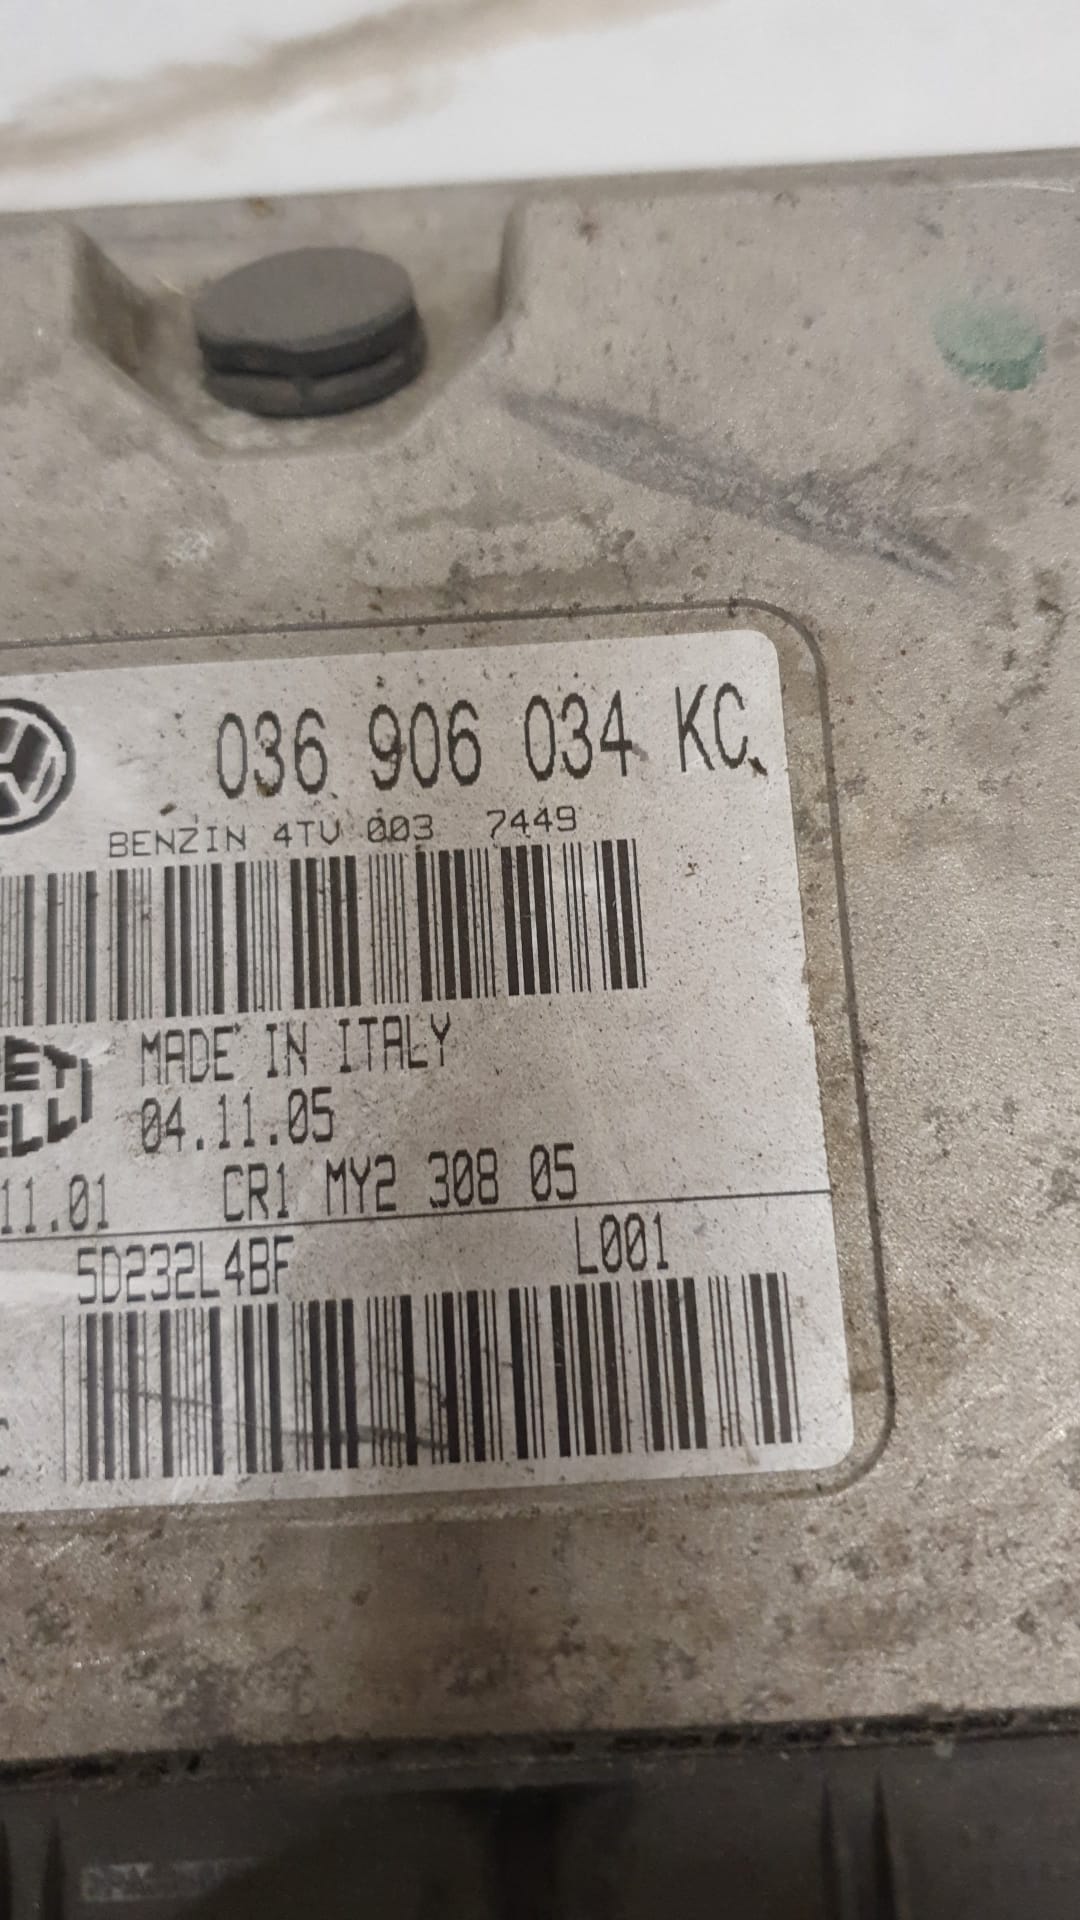 036 906 034 KC
BENZIN 4TV 003 7449
MADE IN ITALY
04.11.05
11.01 CR1 MY2 308 05
5D232L4BF L001